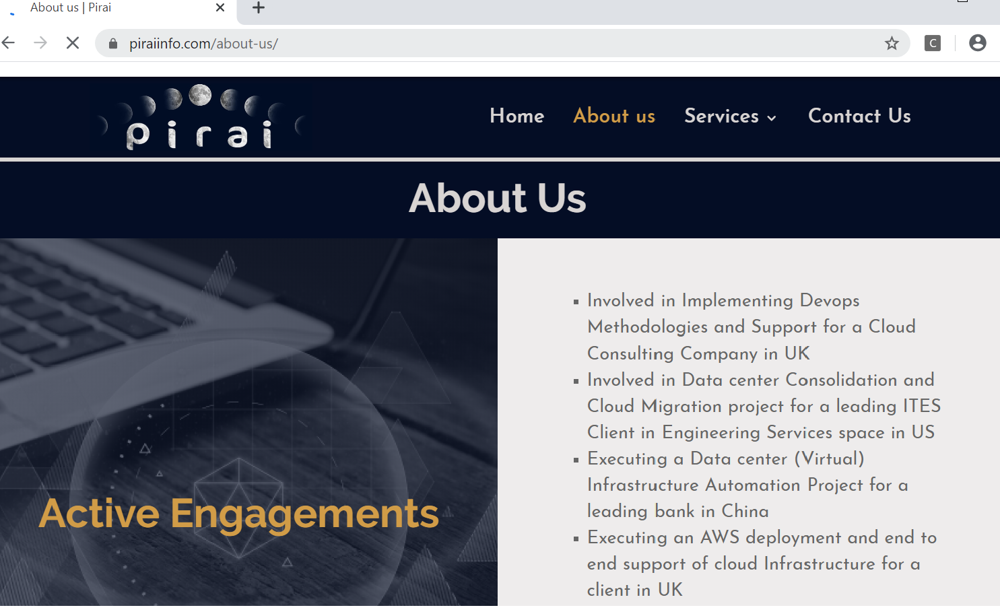 About us | Pirai
piraiinfo.com/about-us/
C
pirai
Home About us Services Contact Us
About Us
Active Engagements
Involved in Implementing Devops
Methodologies and Support for a Cloud
Consulting Company in UK
Involved in Data center Consolidation and
Cloud Migration project for a leading ITES
Client in Engineering Services space in US
Executing a Data center (Virtual)
Infrastructure Automation Project for a
leading bank in China
Executing an AWS deployment and end to
end support of cloud Infrastructure for a
client in UK